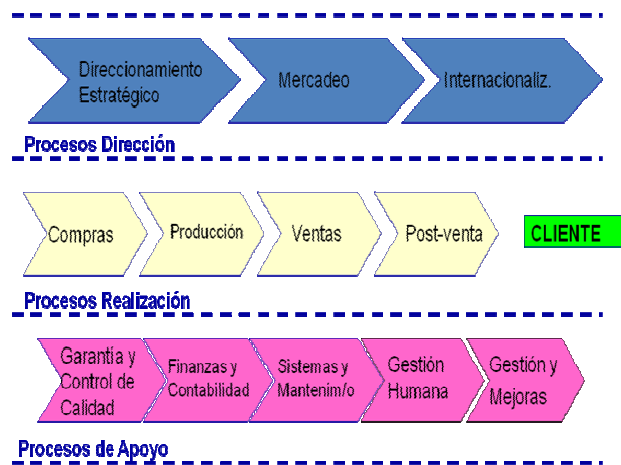 Direccionamiento
Estratégico
Mercadeo
Internacionaliz.
Procesos Dirección
Compras
Producción
Ventas
Post-venta
CLIENTE
Procesos Realización
Garantía y
Control de
Calidad
Finanzas y
Contabilidad
Sistemas y
Mantenim/o
Gestión
Humana
Gestión y
Mejoras
Procesos de Apoyo